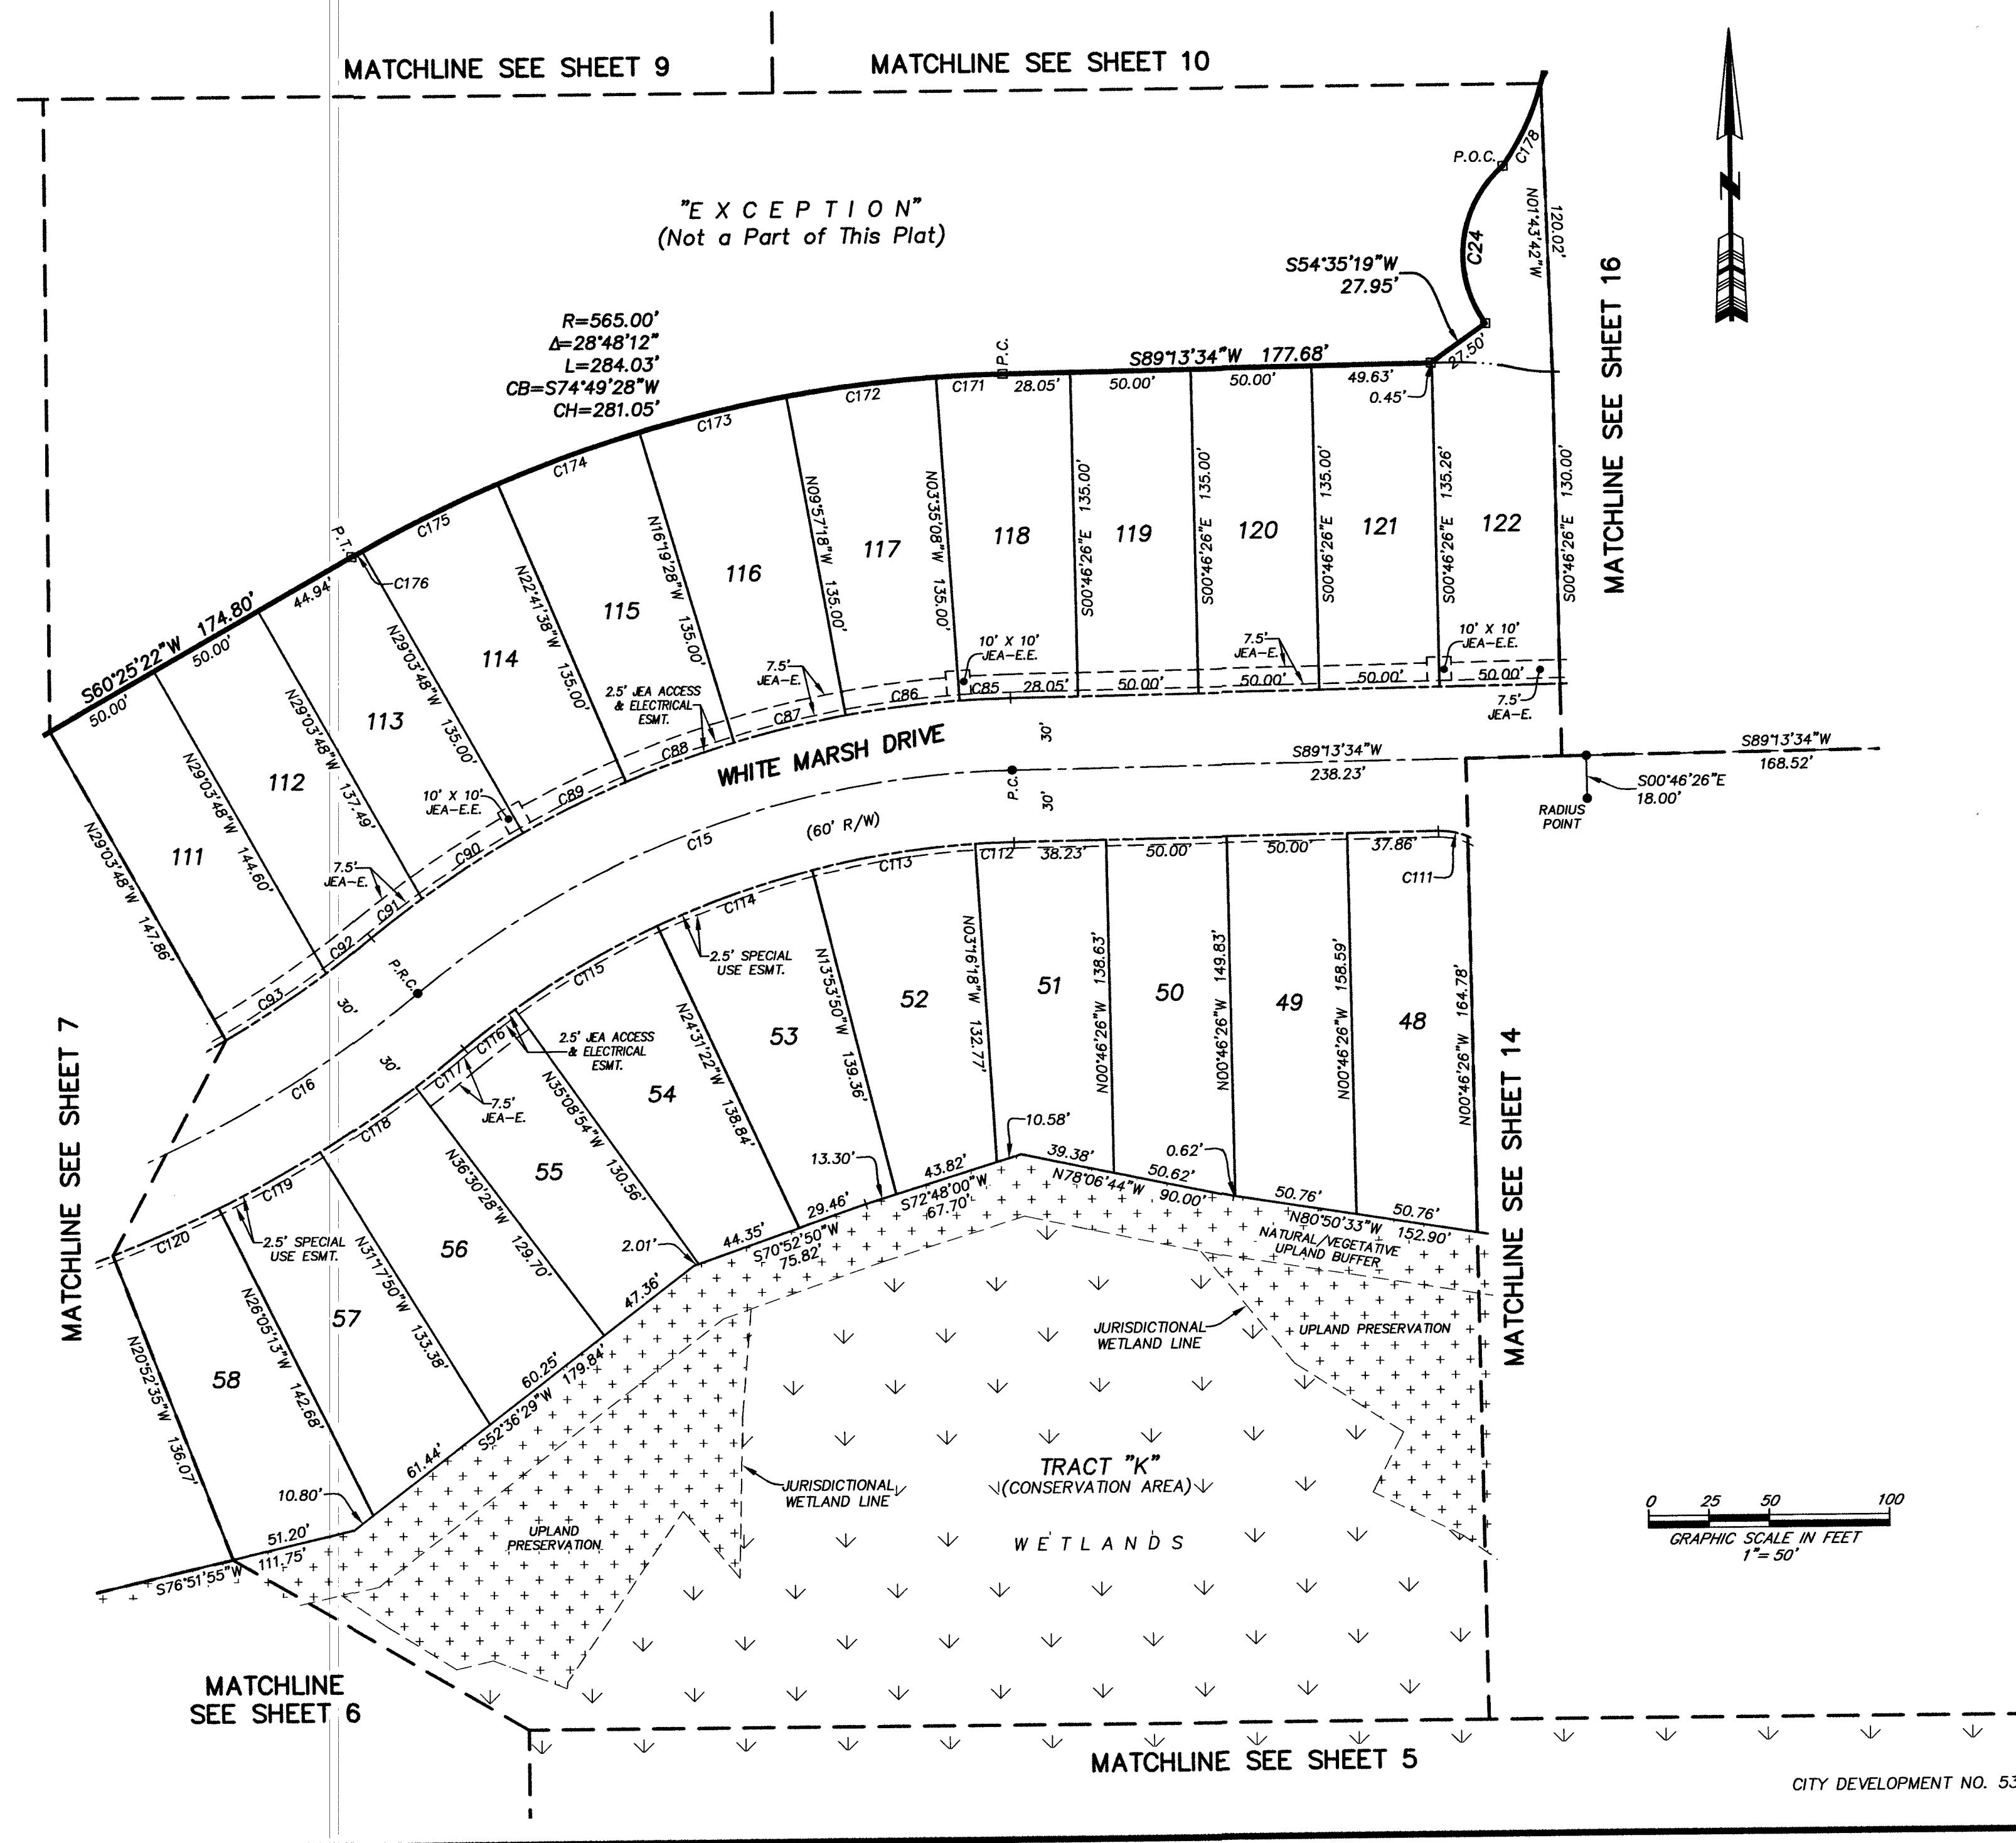 MATCHLINE SEE SHEET 9
MATCHLINE SEE SHEET 10
"EXCEPTION"
(Not a Part of This Plat)
P.O.C.
C178
N01°43'42"W
120.02'
C24
S54°35'19"W
27.95'
27.50'
MATCHLINE SEE SHEET 16
N
R=565.00'
Δ=28°48'12"
L=284.03'
CB=S74°49'28"W
CH=281.05'
P.C.
S89°13'34"W 177.68'
C171
28.05'
50.00'
50.00'
49.63'
0.45'
C172
C173
C174
C175
P.T.
C176
44.94'
S60°25'22"W 174.80'
50.00'
50.00'
N29°03'48"W 147.86'
111
N29°03'48"W 144.60'
112
N29°03'48"W 137.49'
113
N29°03'48"W 135.00'
114
N22°41'38"W 135.00'
115
N16°19'28"W 135.00'
116
N09°57'18"W 135.00'
117
N03°35'08"W 135.00'
118
S00°46'26"E 135.00'
119
S00°46'26"E 135.00'
120
S00°46'26"E 135.00'
121
S00°46'26"E 135.26'
122
S00°46'26"E 130.00'
10' X 10'
JEA-E.E.
7.5'
JEA-E.
10' X 10'
JEA-E.E.
7.5'
JEA-E.
2.5' JEA ACCESS
& ELECTRICAL
ESMT.
10' X 10'
JEA-E.E.
7.5'
JEA-E.
7.5'
JEA-E.
C93
C92
C91
C90
C89
C88
C87
C86
C85
28.05'
50.00'
50.00'
50.00'
50.00'
WHITE MARSH DRIVE
(60' R/W)
30'
30'
P.C.
S89°13'34"W
238.23'
S89°13'34"W
168.52'
S00°46'26"E
18.00'
RADIUS
POINT
C15
P.R.C.
30'
30'
C16
MATCHLINE SEE SHEET 7
C120
C119
C118
C117
C116
C115
C114
C113
C112
38.23'
50.00'
50.00'
37.86'
C111
2.5' SPECIAL
USE ESMT.
2.5' JEA ACCESS
& ELECTRICAL
ESMT.
7.5'
JEA-E.
2.5' SPECIAL
USE ESMT.
N20°52'35"W 136.07'
58
N26°05'13"W 142.68'
57
N31°17'50"W 133.38'
56
N36°30'28"W 129.70'
55
N35°08'54"W 130.56'
54
N24°31'22"W 138.84'
53
N13°53'50"W 139.36'
52
N03°16'18"W 132.77'
51
N00°46'26"W 138.63'
50
N00°46'26"W 149.83'
49
N00°46'26"W 158.59'
48
N00°46'26"W 164.78'
MATCHLINE SEE SHEET 14
10.58'
13.30'
43.82'
S72°48'00"W
67.70'
39.38'
N78°06'44"W
50.62'
90.00'
0.62'
50.76'
N80°50'33"W
50.76'
152.90'
29.46'
44.35'
S70°52'50"W
75.82'
2.01'
47.36'
60.25'
S52°36'29"W 179.84'
61.44'
10.80'
51.20'
111.75'
S76°51'55"W
NATURAL/VEGETATIVE
UPLAND BUFFER
JURISDICTIONAL
WETLAND LINE
UPLAND PRESERVATION
JURISDICTIONAL
WETLAND LINE
TRACT "K"
(CONSERVATION AREA)
WETLANDS
UPLAND
PRESERVATION
0 25 50 100
GRAPHIC SCALE IN FEET
1"= 50'
MATCHLINE
SEE SHEET 6
MATCHLINE SEE SHEET 5
CITY DEVELOPMENT NO. 53